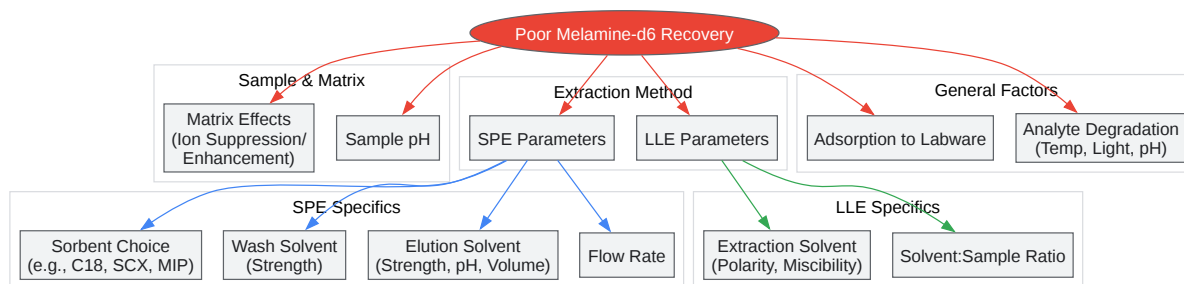 Poor Melamine-d6 Recovery
Sample & Matrix
Extraction Method
General Factors
Matrix Effects
(Ion Suppression/
Enhancement)
Sample pH
SPE Parameters
LLE Parameters
Adsorption to Labware
Analyte Degradation
(Temp, Light, pH)
SPE Specifics
LLE Specifics
Sorbent Choice
(e.g., C18, SCX, MIP)
Wash Solvent
(Strength)
Elution Solvent
(Strength, pH, Volume)
Flow Rate
Extraction Solvent
(Polarity, Miscibility)
Solvent:Sample Ratio